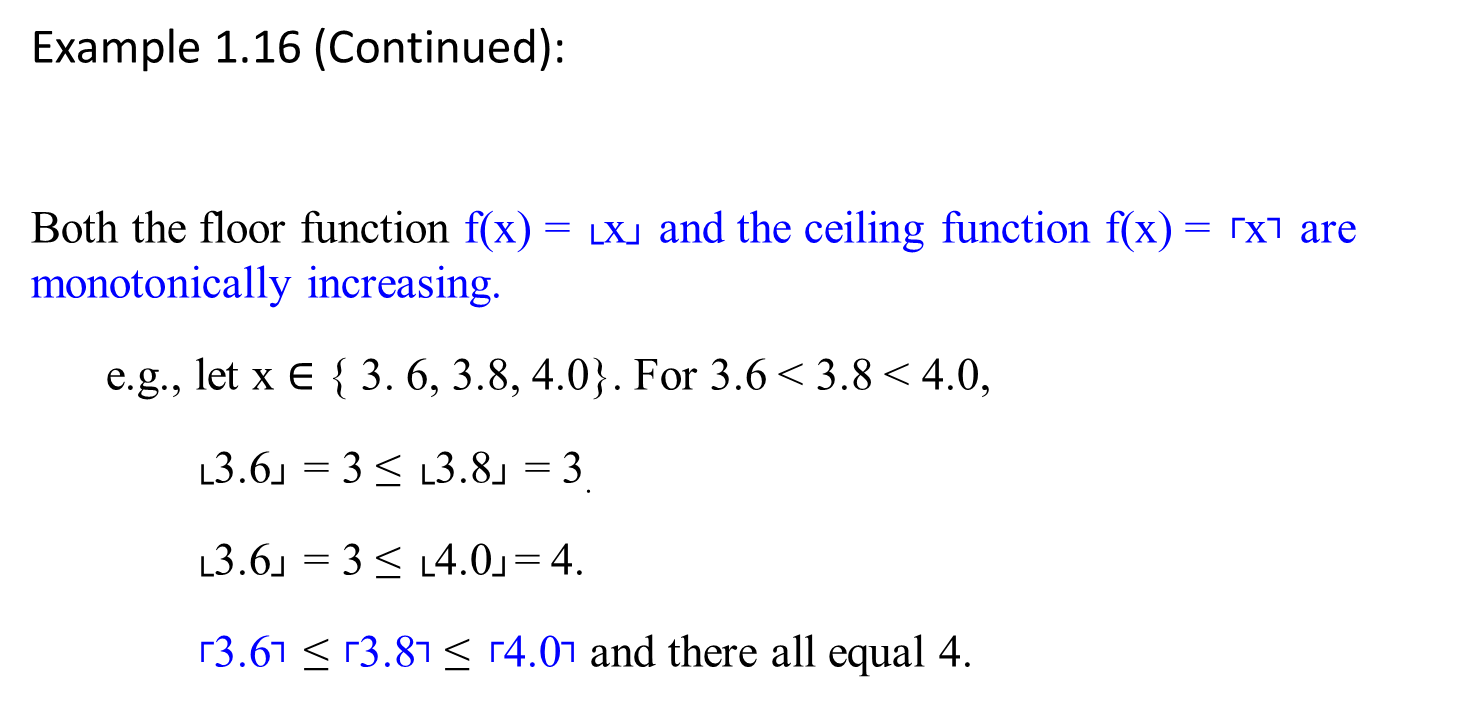 Example 1.16 (Continued):
Both the floor function f(x) = ⌞x⌟ and the ceiling function f(x) = ⌜x⌝ are
monotonically increasing.
e.g., let x ∈ { 3. 6, 3.8, 4.0}. For 3.6 < 3.8 < 4.0,
⌞3.6⌟ = 3 ≤ ⌞3.8⌟ = 3.
⌞3.6⌟ = 3 ≤ ⌞4.0⌟ = 4.
⌜3.6⌝ ≤ ⌜3.8⌝ ≤ ⌜4.0⌝ and there all equal 4.